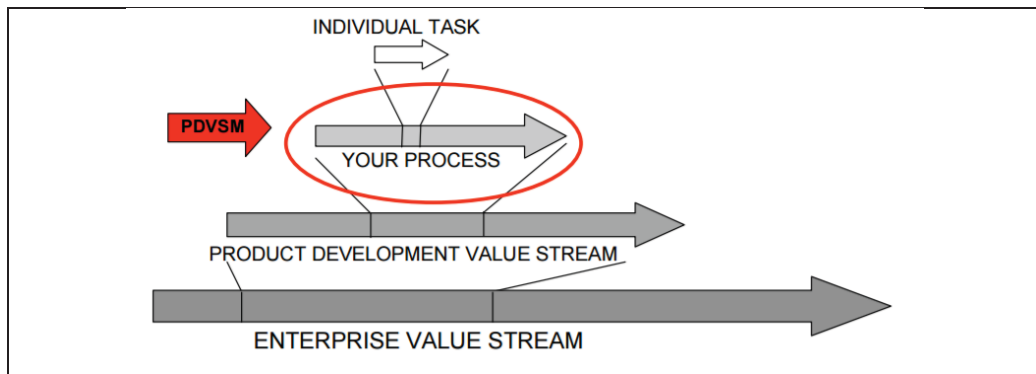 INDIVIDUAL TASK
PDVSM
YOUR PROCESS
PRODUCT DEVELOPMENT VALUE STREAM
ENTERPRISE VALUE STREAM